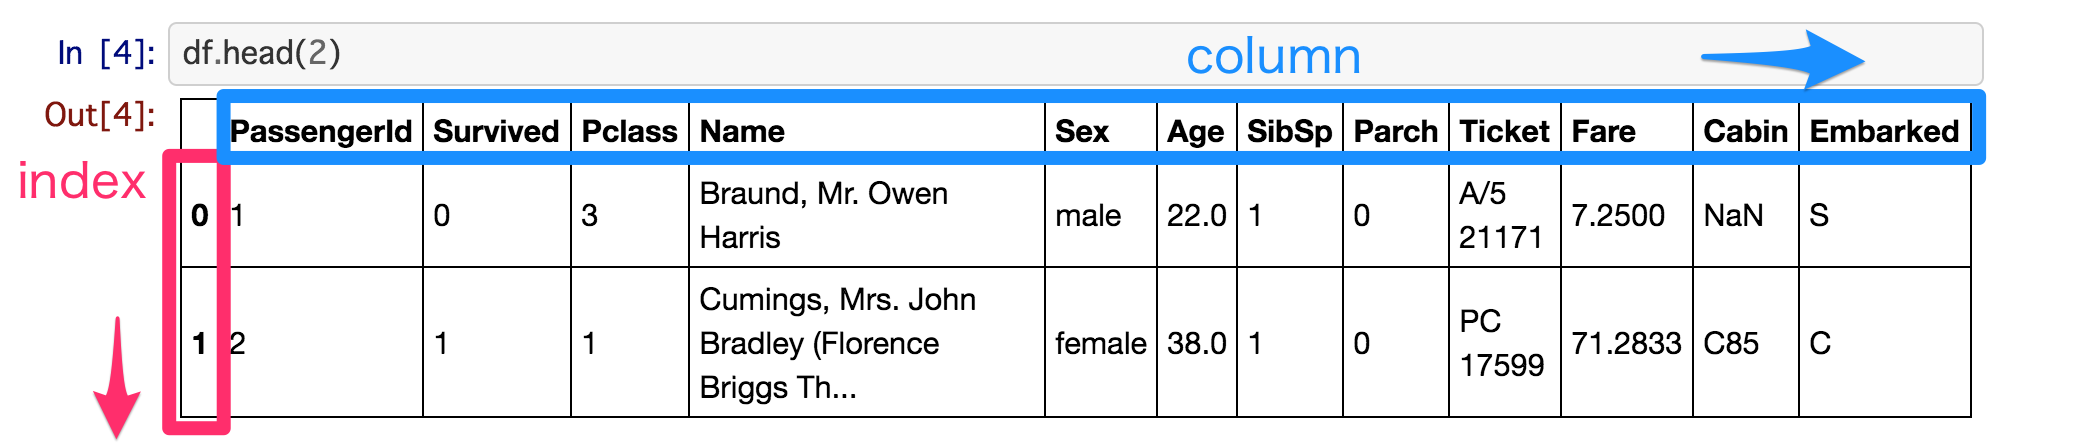 In [4]: df.head(2)
column
Out[4]:
index
PassengerId Survived Pclass Name Sex Age SibSp Parch Ticket Fare Cabin Embarked
0 1 0 3 Braund, Mr. Owen Harris male 22.0 1 0 A/5 21171 7.2500 NaN S
1 2 1 1 Cumings, Mrs. John Bradley (Florence Briggs Th... female 38.0 1 0 PC 17599 71.2833 C85 C